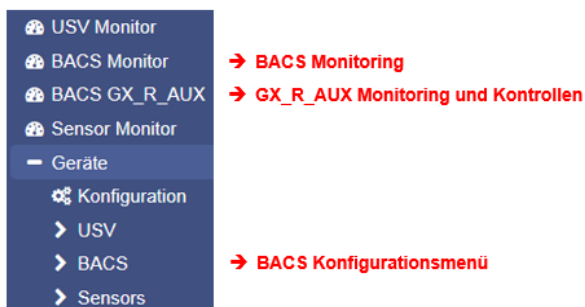 USV Monitor
BACS Monitor → BACS Monitoring
BACS GX_R_AUX → GX_R_AUX Monitoring und Kontrollen
Sensor Monitor
Geräte
Konfiguration
USV
BACS → BACS Konfigurationsmenü
Sensors